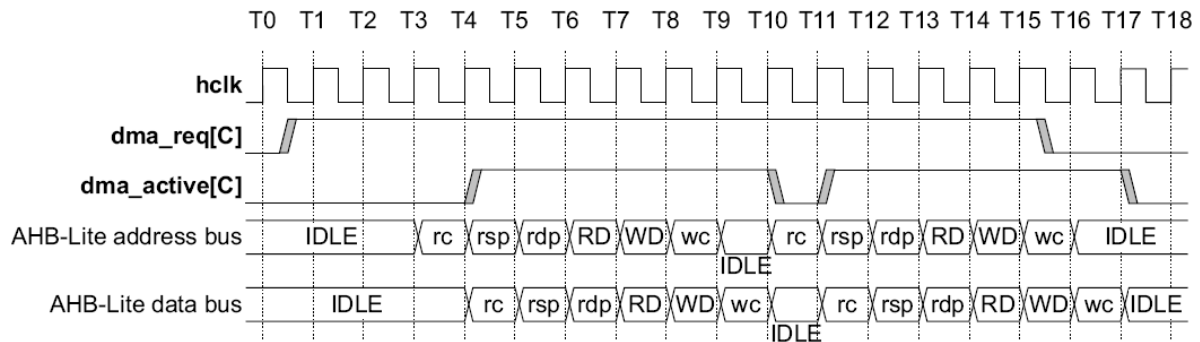 T0 T1 T2 T3 T4 T5 T6 T7 T8 T9 T10 T11 T12 T13 T14 T15 T16 T17 T18
hclk
dma_req[C]
dma_active[C]
AHB-Lite address bus IDLE rc rsp rdp RD WD wc IDLE rc rsp rdp RD WD wc IDLE
AHB-Lite data bus IDLE rc rsp rdp RD WD wc IDLE rc rsp rdp RD WD wc IDLE